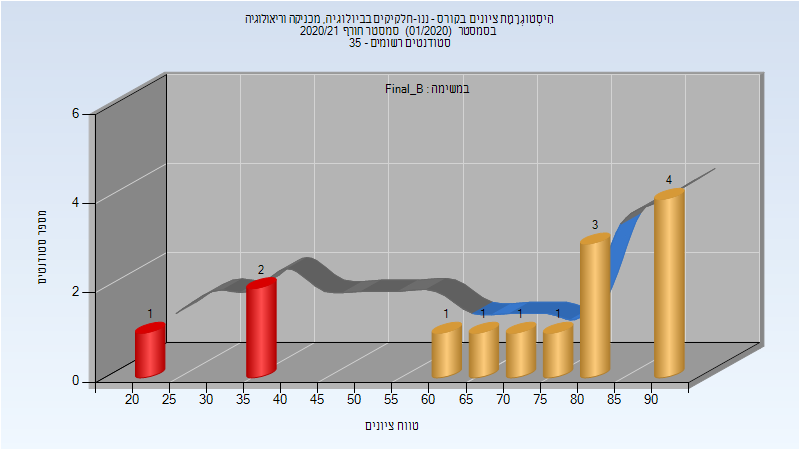 הִיסְטוֹגְרַמַּת ציונים בקורס - ננו-חלקיקים בביולוגיה, מכניקה וריאולוגיה
בסמסטר (01/2020) סמסטר חורף 2020/21
סטודנטים רשומים - 35
במשימה : Final_B
מספר סטודנטים
6
4
2
0
1
2
1
1
1
1
3
4
20 25 30 35 40 45 50 55 60 65 70 75 80 85 90
טווח ציונים